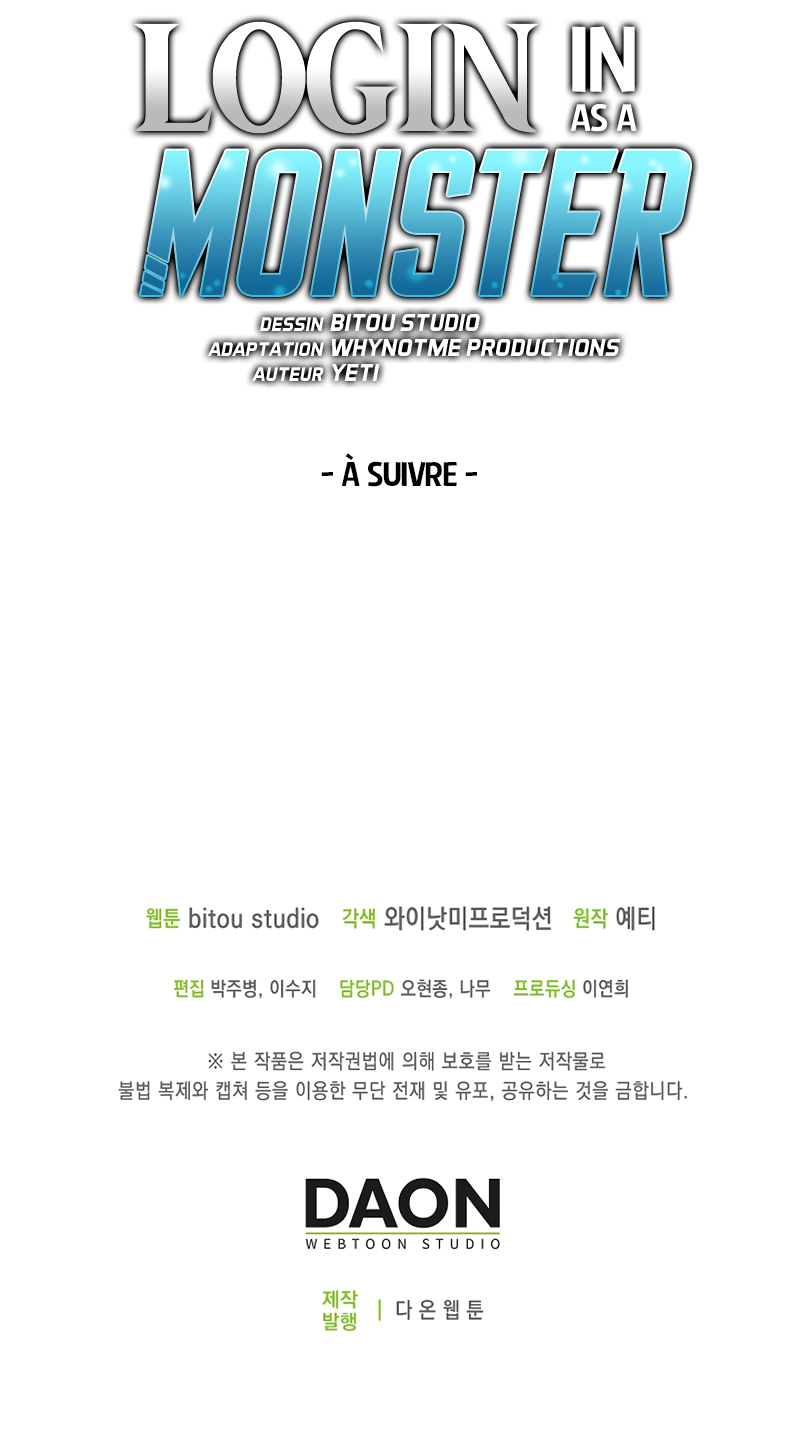 LOGIN IN
AS A
MONSTER
DESSIN BITOU STUDIO
ADAPTATION WHYNOTME PRODUCTIONS
AUTEUR YETI
- À SUIVRE -
웹툰 bitou studio 각색 와이낫미프로덕션 원작 예티
편집 박주병, 이수지 담당PD 오현종, 나무 프로듀싱 이연희
※ 본 작품은 저작권법에 의해 보호를 받는 저작물로
불법 복제와 캡쳐 등을 이용한 무단 전재 및 유포, 공유하는 것을 금합니다.
DAON
WEBTOON STUDIO
제작
발행 | 다온웹툰